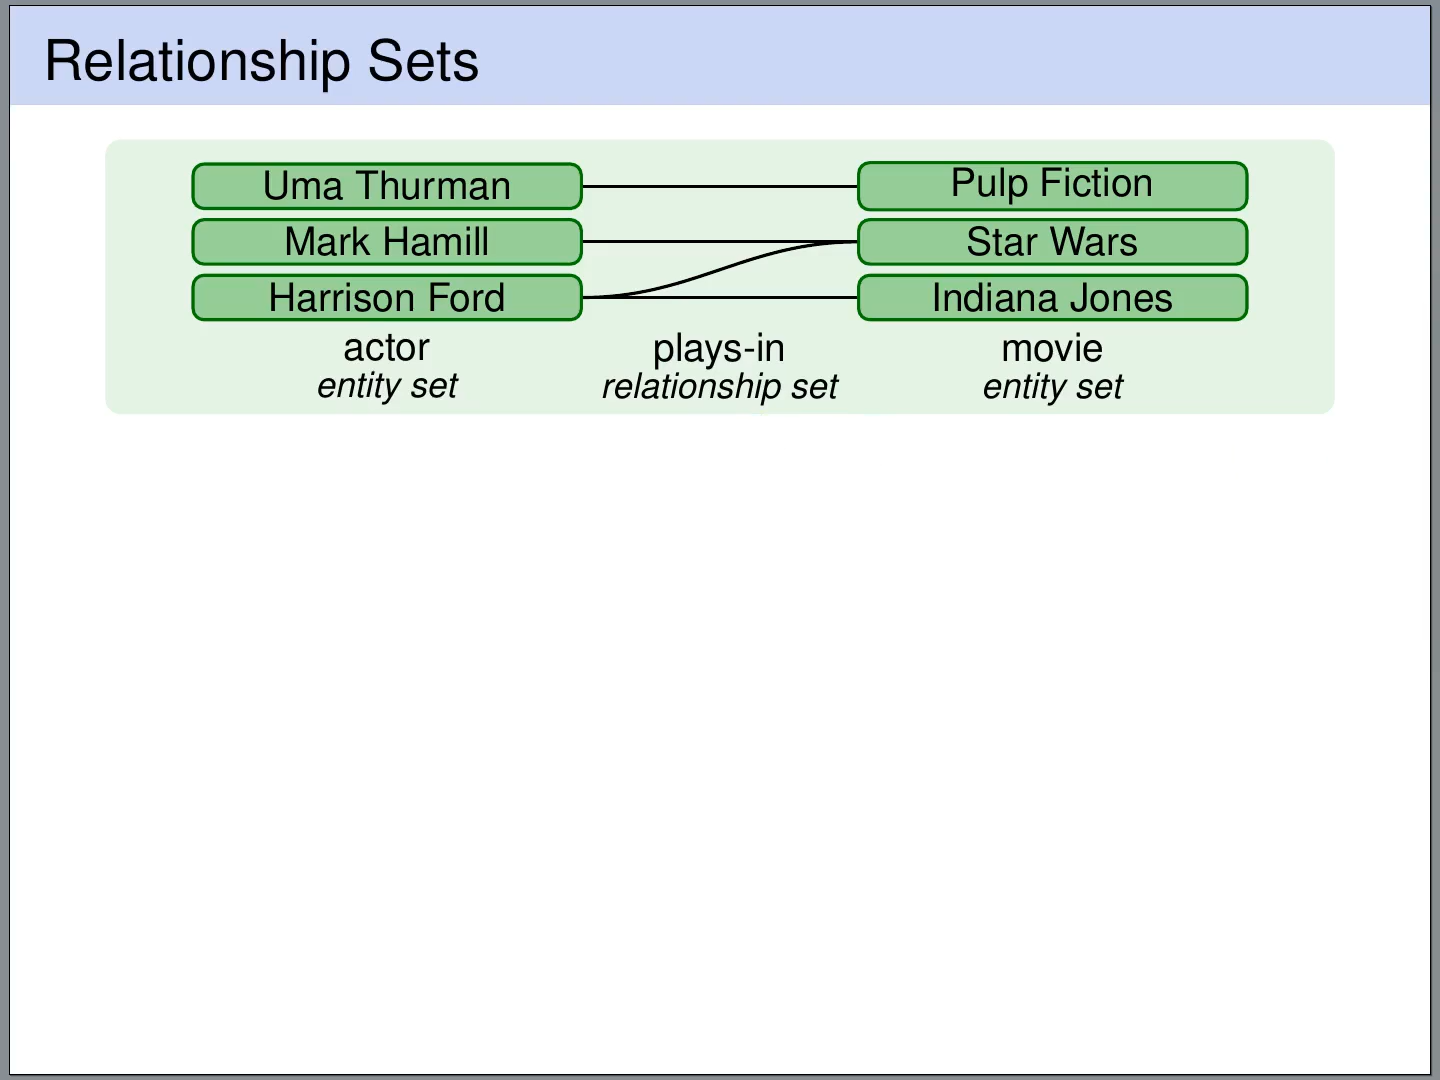 Relationship Sets
Uma Thurman
Pulp Fiction
Mark Hamill
Star Wars
Harrison Ford
Indiana Jones
actor
plays-in
movie
entity set
relationship set
entity set